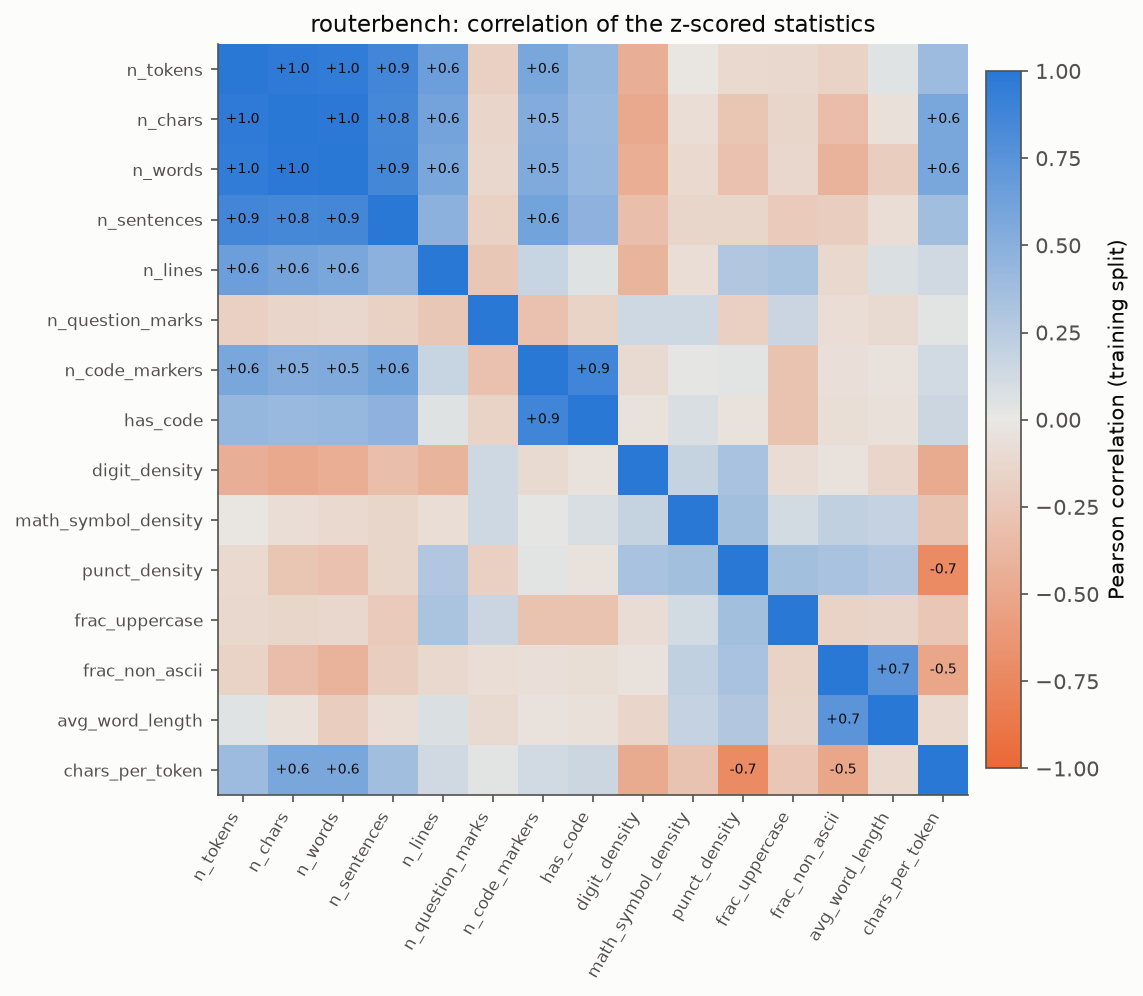 routerbench: correlation of the z-scored statistics
n_tokens +1.0 +1.0 +0.9 +0.6 +0.6
n_chars +1.0 +1.0 +0.8 +0.6 +0.5 +0.6
n_words +1.0 +1.0 +0.9 +0.6 +0.5 +0.6
n_sentences +0.9 +0.8 +0.9 +0.6
n_lines +0.6 +0.6 +0.6
n_question_marks
n_code_markers +0.6 +0.5 +0.5 +0.6 +0.9
has_code +0.9
digit_density
math_symbol_density
punct_density -0.7
frac_uppercase
frac_non_ascii +0.7 -0.5
avg_word_length +0.7
chars_per_token +0.6 +0.6 -0.7 -0.5
n_tokens
n_chars
n_words
n_sentences
n_lines
n_question_marks
n_code_markers
has_code
digit_density
math_symbol_density
punct_density
frac_uppercase
frac_non_ascii
avg_word_length
chars_per_token
1.00
0.75
0.50
0.25
0.00
−0.25
−0.50
−0.75
−1.00
Pearson correlation (training split)